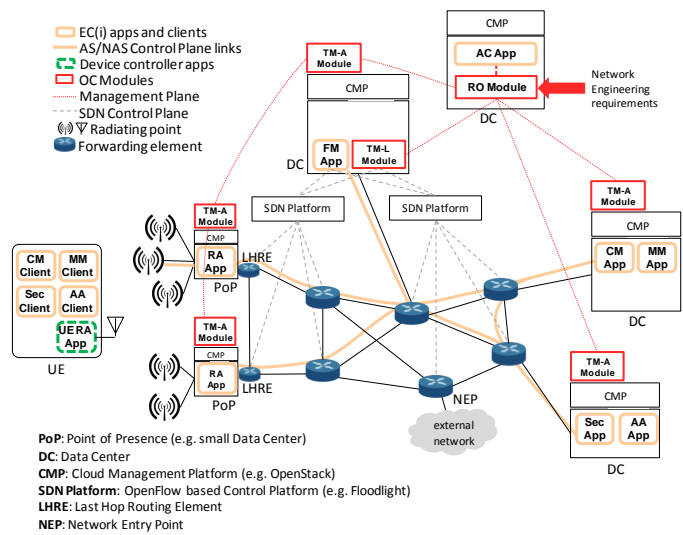 EC(i) apps and clients
AS/NAS Control Plane links
Device controller apps
OC Modules
Management Plane
SDN Control Plane
Radiating point
Forwarding element
TM-A
Module
CMP
DC
FM
App
TM-L
Module
CMP
AC App
RO Module
DC
Network
Engineering
requirements
SDN Platform
SDN Platform
TM-A
Module
CMP
RA
App
PoP
LHRE
TM-A
Module
CMP
CM
App
MM
App
DC
CM
Client
MM
Client
Sec
Client
AA
Client
UE RA
App
UE
TM-A
Module
CMP
RA
App
PoP
LHRE
NEP
external
network
TM-A
Module
CMP
Sec
App
AA
App
DC
PoP: Point of Presence (e.g. small Data Center)
DC: Data Center
CMP: Cloud Management Platform (e.g. OpenStack)
SDN Platform: OpenFlow based Control Platform (e.g. Floodlight)
LHRE: Last Hop Routing Element
NEP: Network Entry Point